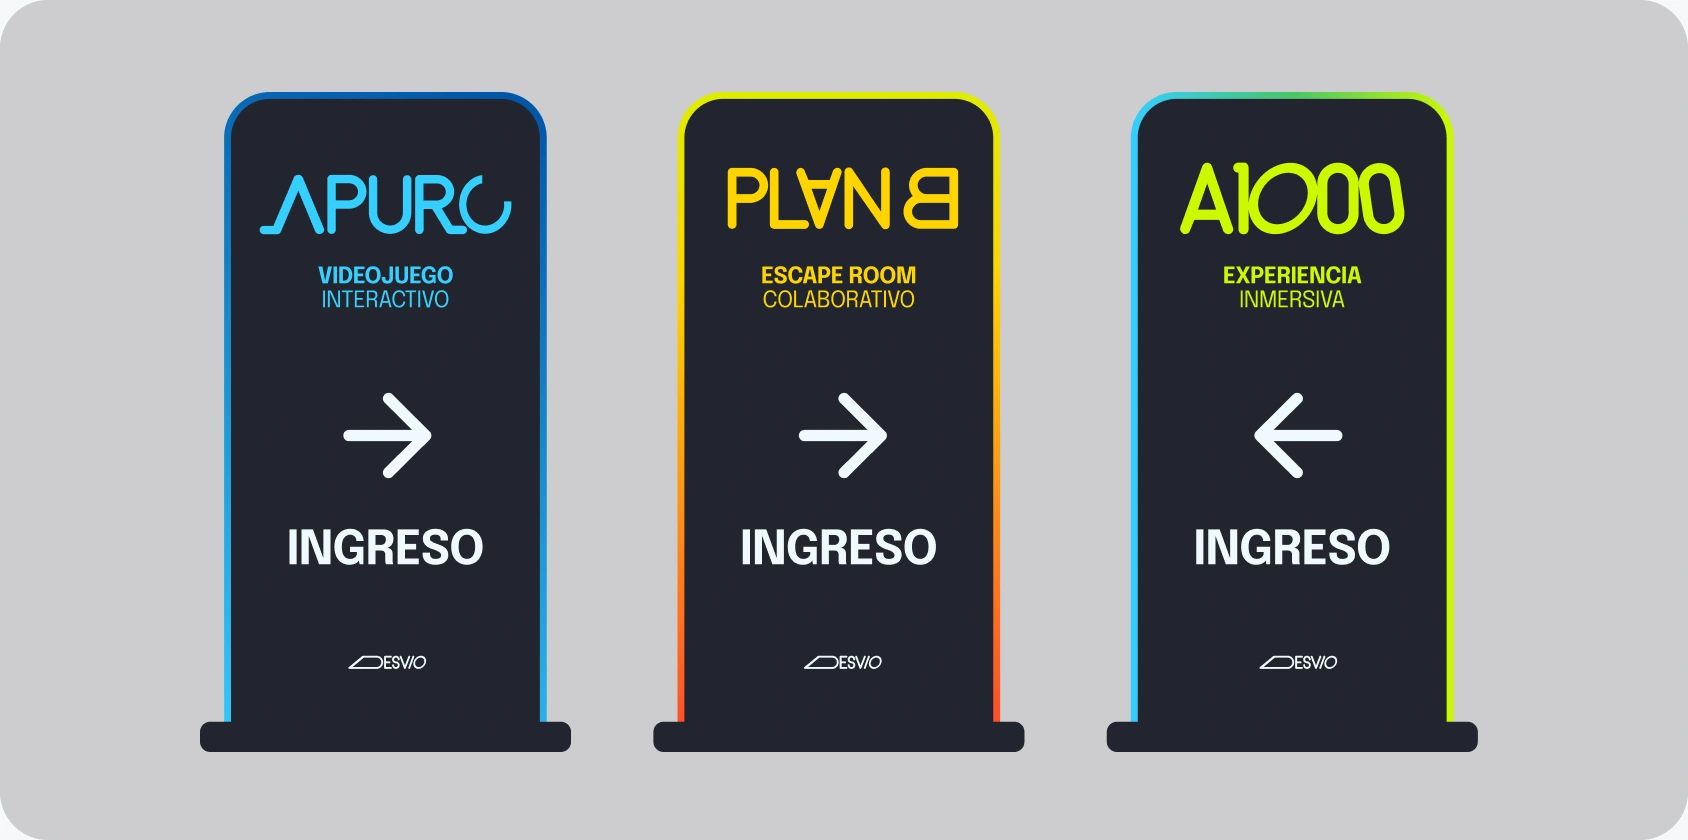 APURO
VIDEOJUEGO
INTERACTIVO
INGRESO
DESVIO
PLAN B
ESCAPE ROOM
COLABORATIVO
INGRESO
DESVIO
A1000
EXPERIENCIA
INMERSIVA
INGRESO
DESVIO